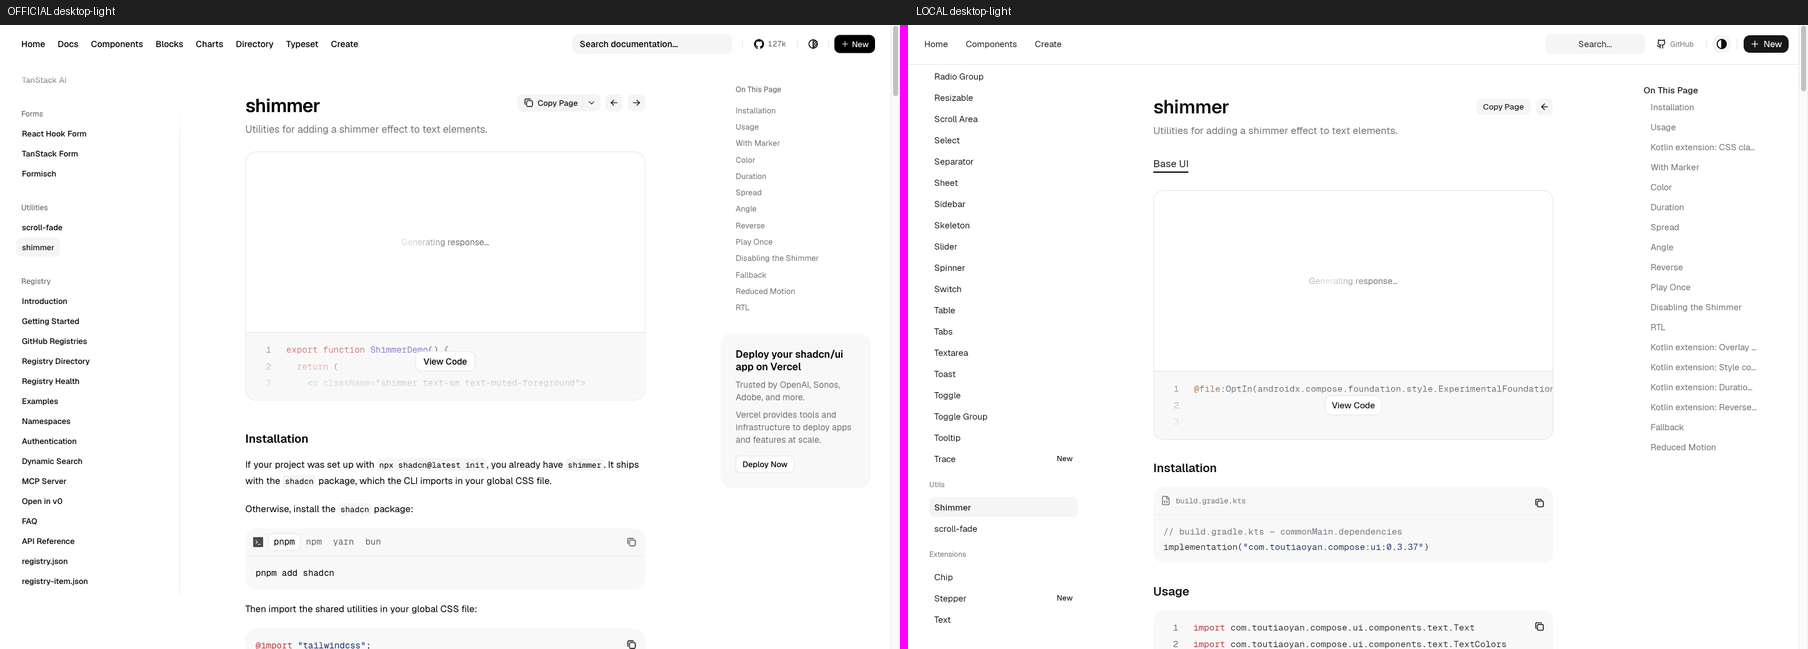 OFFICIAL desktop-light
Home Docs Components Blocks Charts Directory Typeset Create
Search documentation...
127k
+ New
TanStack AI
Forms
React Hook Form
TanStack Form
Formisch
Utilities
scroll-fade
shimmer
Registry
Introduction
Getting Started
GitHub Registries
Registry Directory
Registry Health
Examples
Namespaces
Authentication
Dynamic Search
MCP Server
Open in v0
FAQ
API Reference
registry.json
registry-item.json
shimmer
Copy Page
Utilities for adding a shimmer effect to text elements.
Generating response...
1 export function ShimmerDemo() {
2 return (
3 <p className="shimmer text-sm text-muted-foreground">
View Code
Installation
If your project was set up with npx shadcn@latest init, you already have shimmer. It ships
with the shadcn package, which the CLI imports in your global CSS file.
Otherwise, install the shadcn package:
pnpm npm yarn bun
pnpm add shadcn
Then import the shared utilities in your global CSS file:
@import "tailwindcss";
On This Page
Installation
Usage
With Marker
Color
Duration
Spread
Angle
Reverse
Play Once
Disabling the Shimmer
Fallback
Reduced Motion
RTL
Deploy your shadcn/ui
app on Vercel
Trusted by OpenAI, Sonos,
Adobe, and more.
Vercel provides tools and
infrastructure to deploy apps
and features at scale.
Deploy Now
LOCAL desktop-light
Home Components Create
Search...
GitHub
+ New
Radio Group
Resizable
Scroll Area
Select
Separator
Sheet
Sidebar
Skeleton
Slider
Spinner
Switch
Table
Tabs
Textarea
Toast
Toggle
Toggle Group
Tooltip
Trace New
Utils
Shimmer
scroll-fade
Extensions
Chip
Stepper New
Text
shimmer
Copy Page
Utilities for adding a shimmer effect to text elements.
Base UI
Generating response...
1 @file:OptIn(androidx.compose.foundation.style.ExperimentalFoundation
2
3
View Code
Installation
build.gradle.kts
// build.gradle.kts — commonMain.dependencies
implementation("com.toutiaoyan.compose:ui:0.3.37")
Usage
1 import com.toutiaoyan.compose.ui.components.text.Text
2 import com.toutiaoyan.compose.ui.components.text.TextColors
On This Page
Installation
Usage
Kotlin extension: CSS cla...
With Marker
Color
Duration
Spread
Angle
Reverse
Play Once
Disabling the Shimmer
RTL
Kotlin extension: Overlay ...
Kotlin extension: Style co...
Kotlin extension: Duratio...
Kotlin extension: Reverse...
Fallback
Reduced Motion